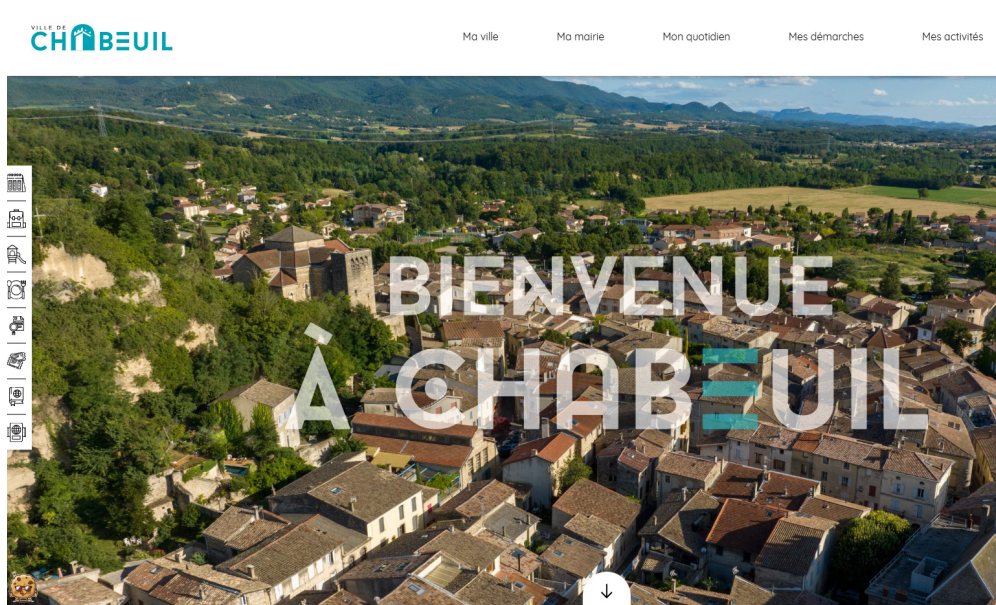 VILLE DE
CHABEUIL
Ma ville
Ma mairie
Mon quotidien
Mes démarches
Mes activités
BIENVENUE
À CHABEUIL